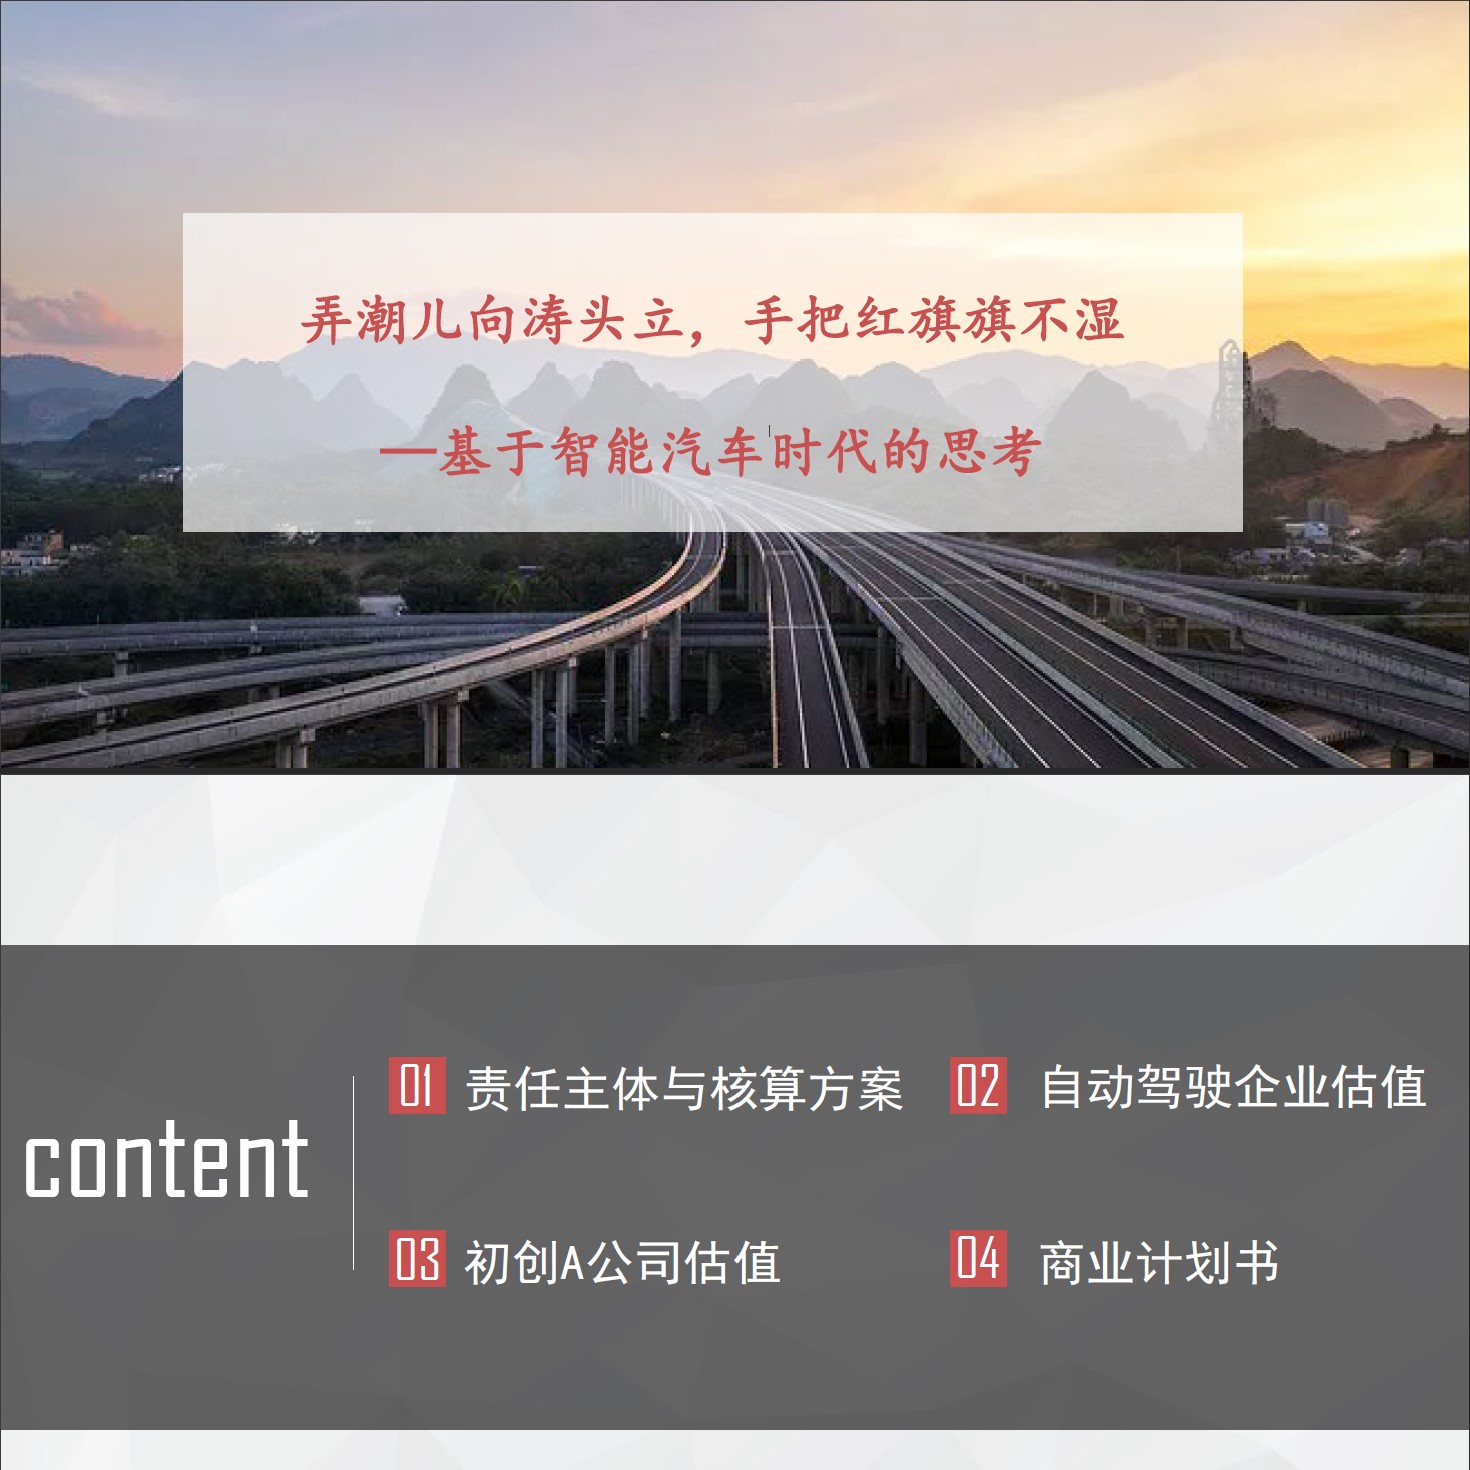 弄潮儿向涛头立，手把红旗旗不湿
—基于智能汽车时代的思考
content
01 责任主体与核算方案
02 自动驾驶企业估值
03 初创A公司估值
04 商业计划书